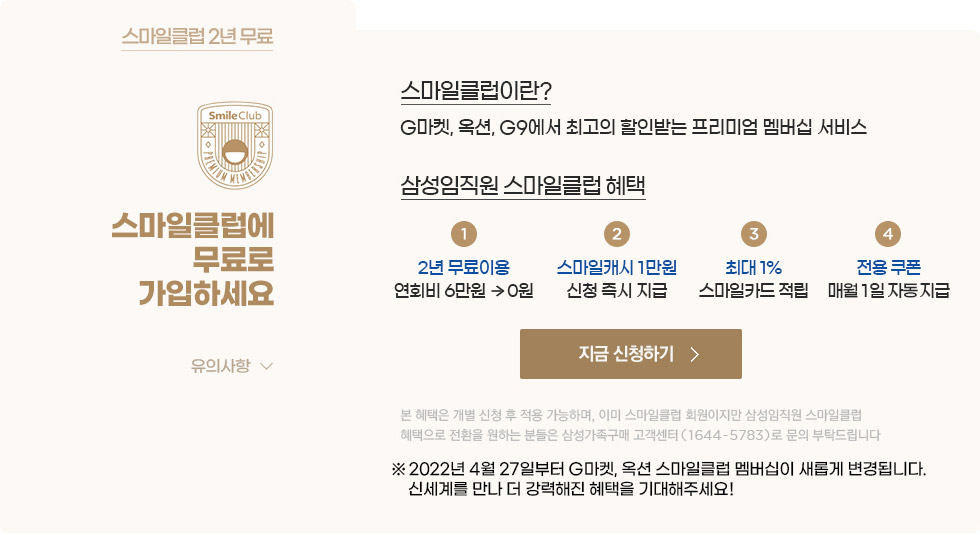 스마일클럽 2년 무료
Smile Club
PREMIUM MEMBERSHIP
스마일클럽에
무료로
가입하세요
유의사항
스마일클럽이란?
G마켓, 옥션, G9에서 최고의 할인받는 프리미엄 멤버십 서비스
삼성임직원 스마일클럽 혜택
1 2 3 4
2년 무료이용 스마일캐시 1만원 최대 1% 전용 쿠폰
연회비 6만원 → 0원 신청 즉시 지급 스마일카드 적립 매월 1일 자동지급
지금 신청하기
본 혜택은 개별 신청 후 적용 가능하며, 이미 스마일클럽 회원이지만 삼성임직원 스마일클럽
혜택으로 전환을 원하는 분들은 삼성가족구매 고객센터(1644-5783)로 문의 부탁드립니다
※ 2022년 4월 27일부터 G마켓, 옥션 스마일클럽 멤버십이 새롭게 변경됩니다.
신세계를 만나 더 강력해진 혜택을 기대해주세요!